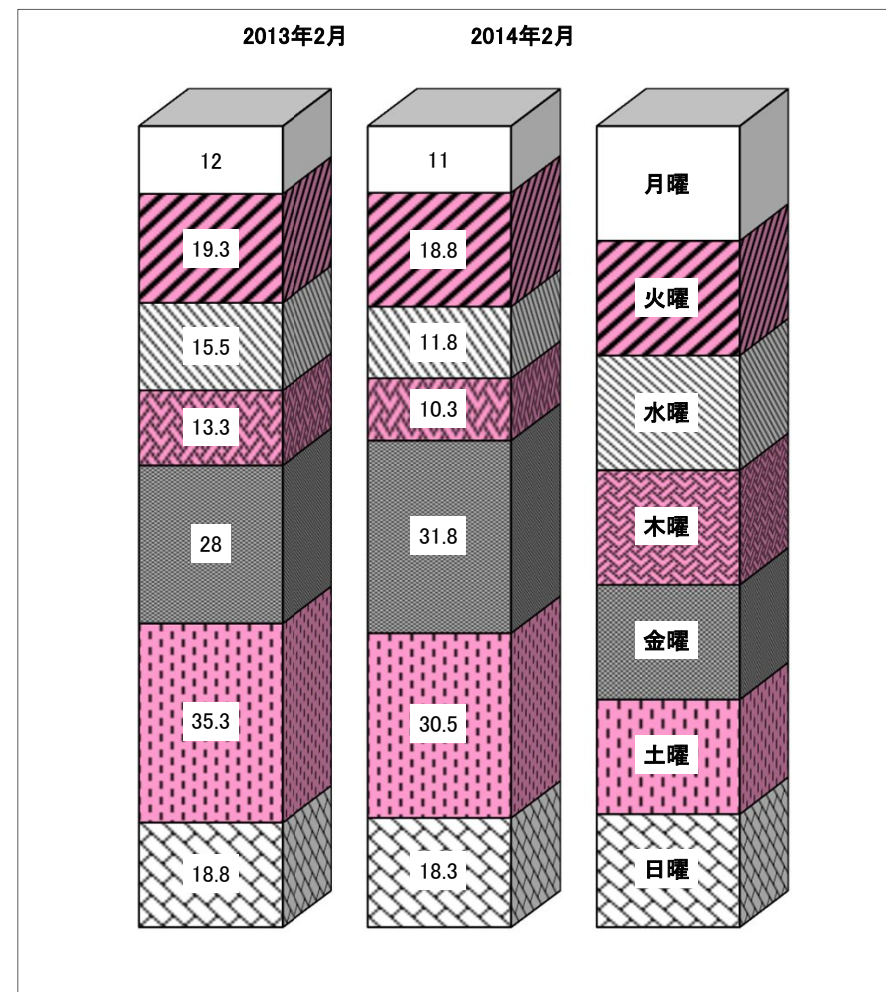 2013年2月 2014年2月
12 11 月曜
19.3 18.8 火曜
15.5 11.8 水曜
13.3 10.3 木曜
28 31.8 金曜
35.3 30.5 土曜
18.8 18.3 日曜